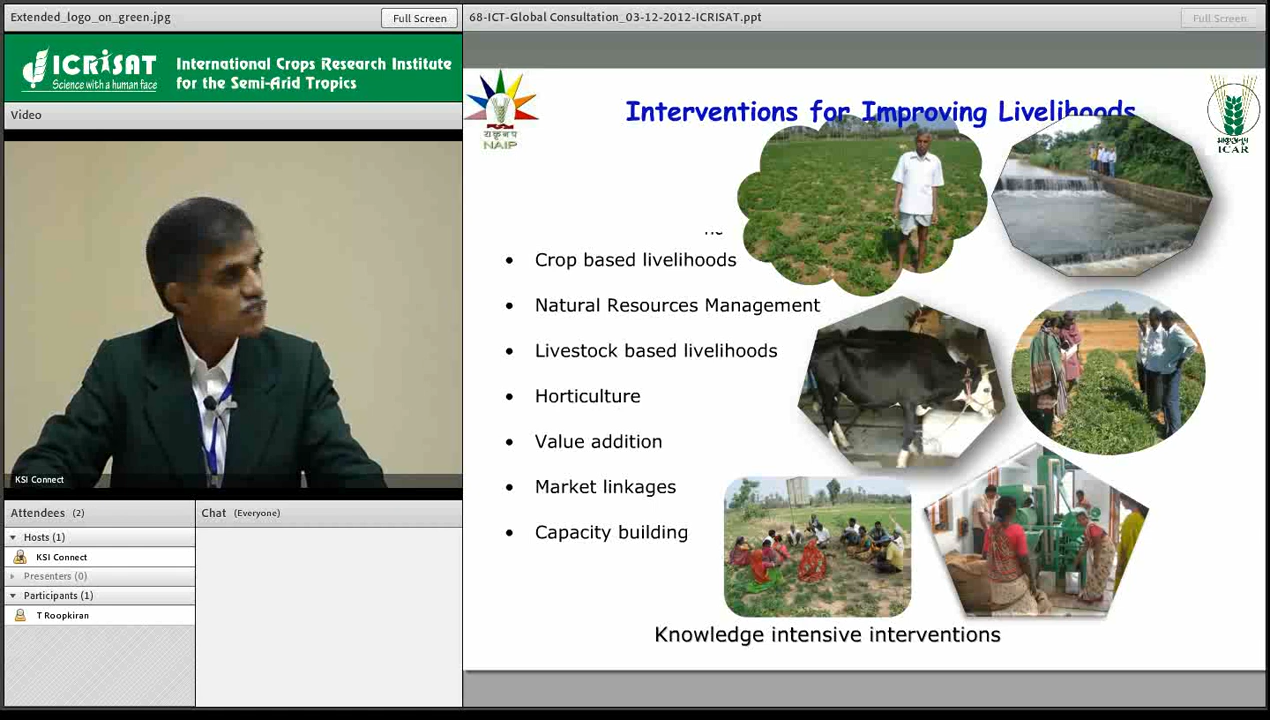 Extended_logo_on_green.jpg
Full Screen
ICRISAT
Science with a human face
International Crops Research Institute
for the Semi-Arid Tropics
Video
KSI Connect
Attendees (2)
Hosts (1)
KSI Connect
Presenters (0)
Participants (1)
T Roopkiran
Chat (Everyone)
68-ICT-Global Consultation_03-12-2012-ICRISAT.ppt
Full Screen
NAIP
Interventions for Improving Livelihoods
ICAR
• Crop based livelihoods
• Natural Resources Management
• Livestock based livelihoods
• Horticulture
• Value addition
• Market linkages
• Capacity building
Knowledge intensive interventions